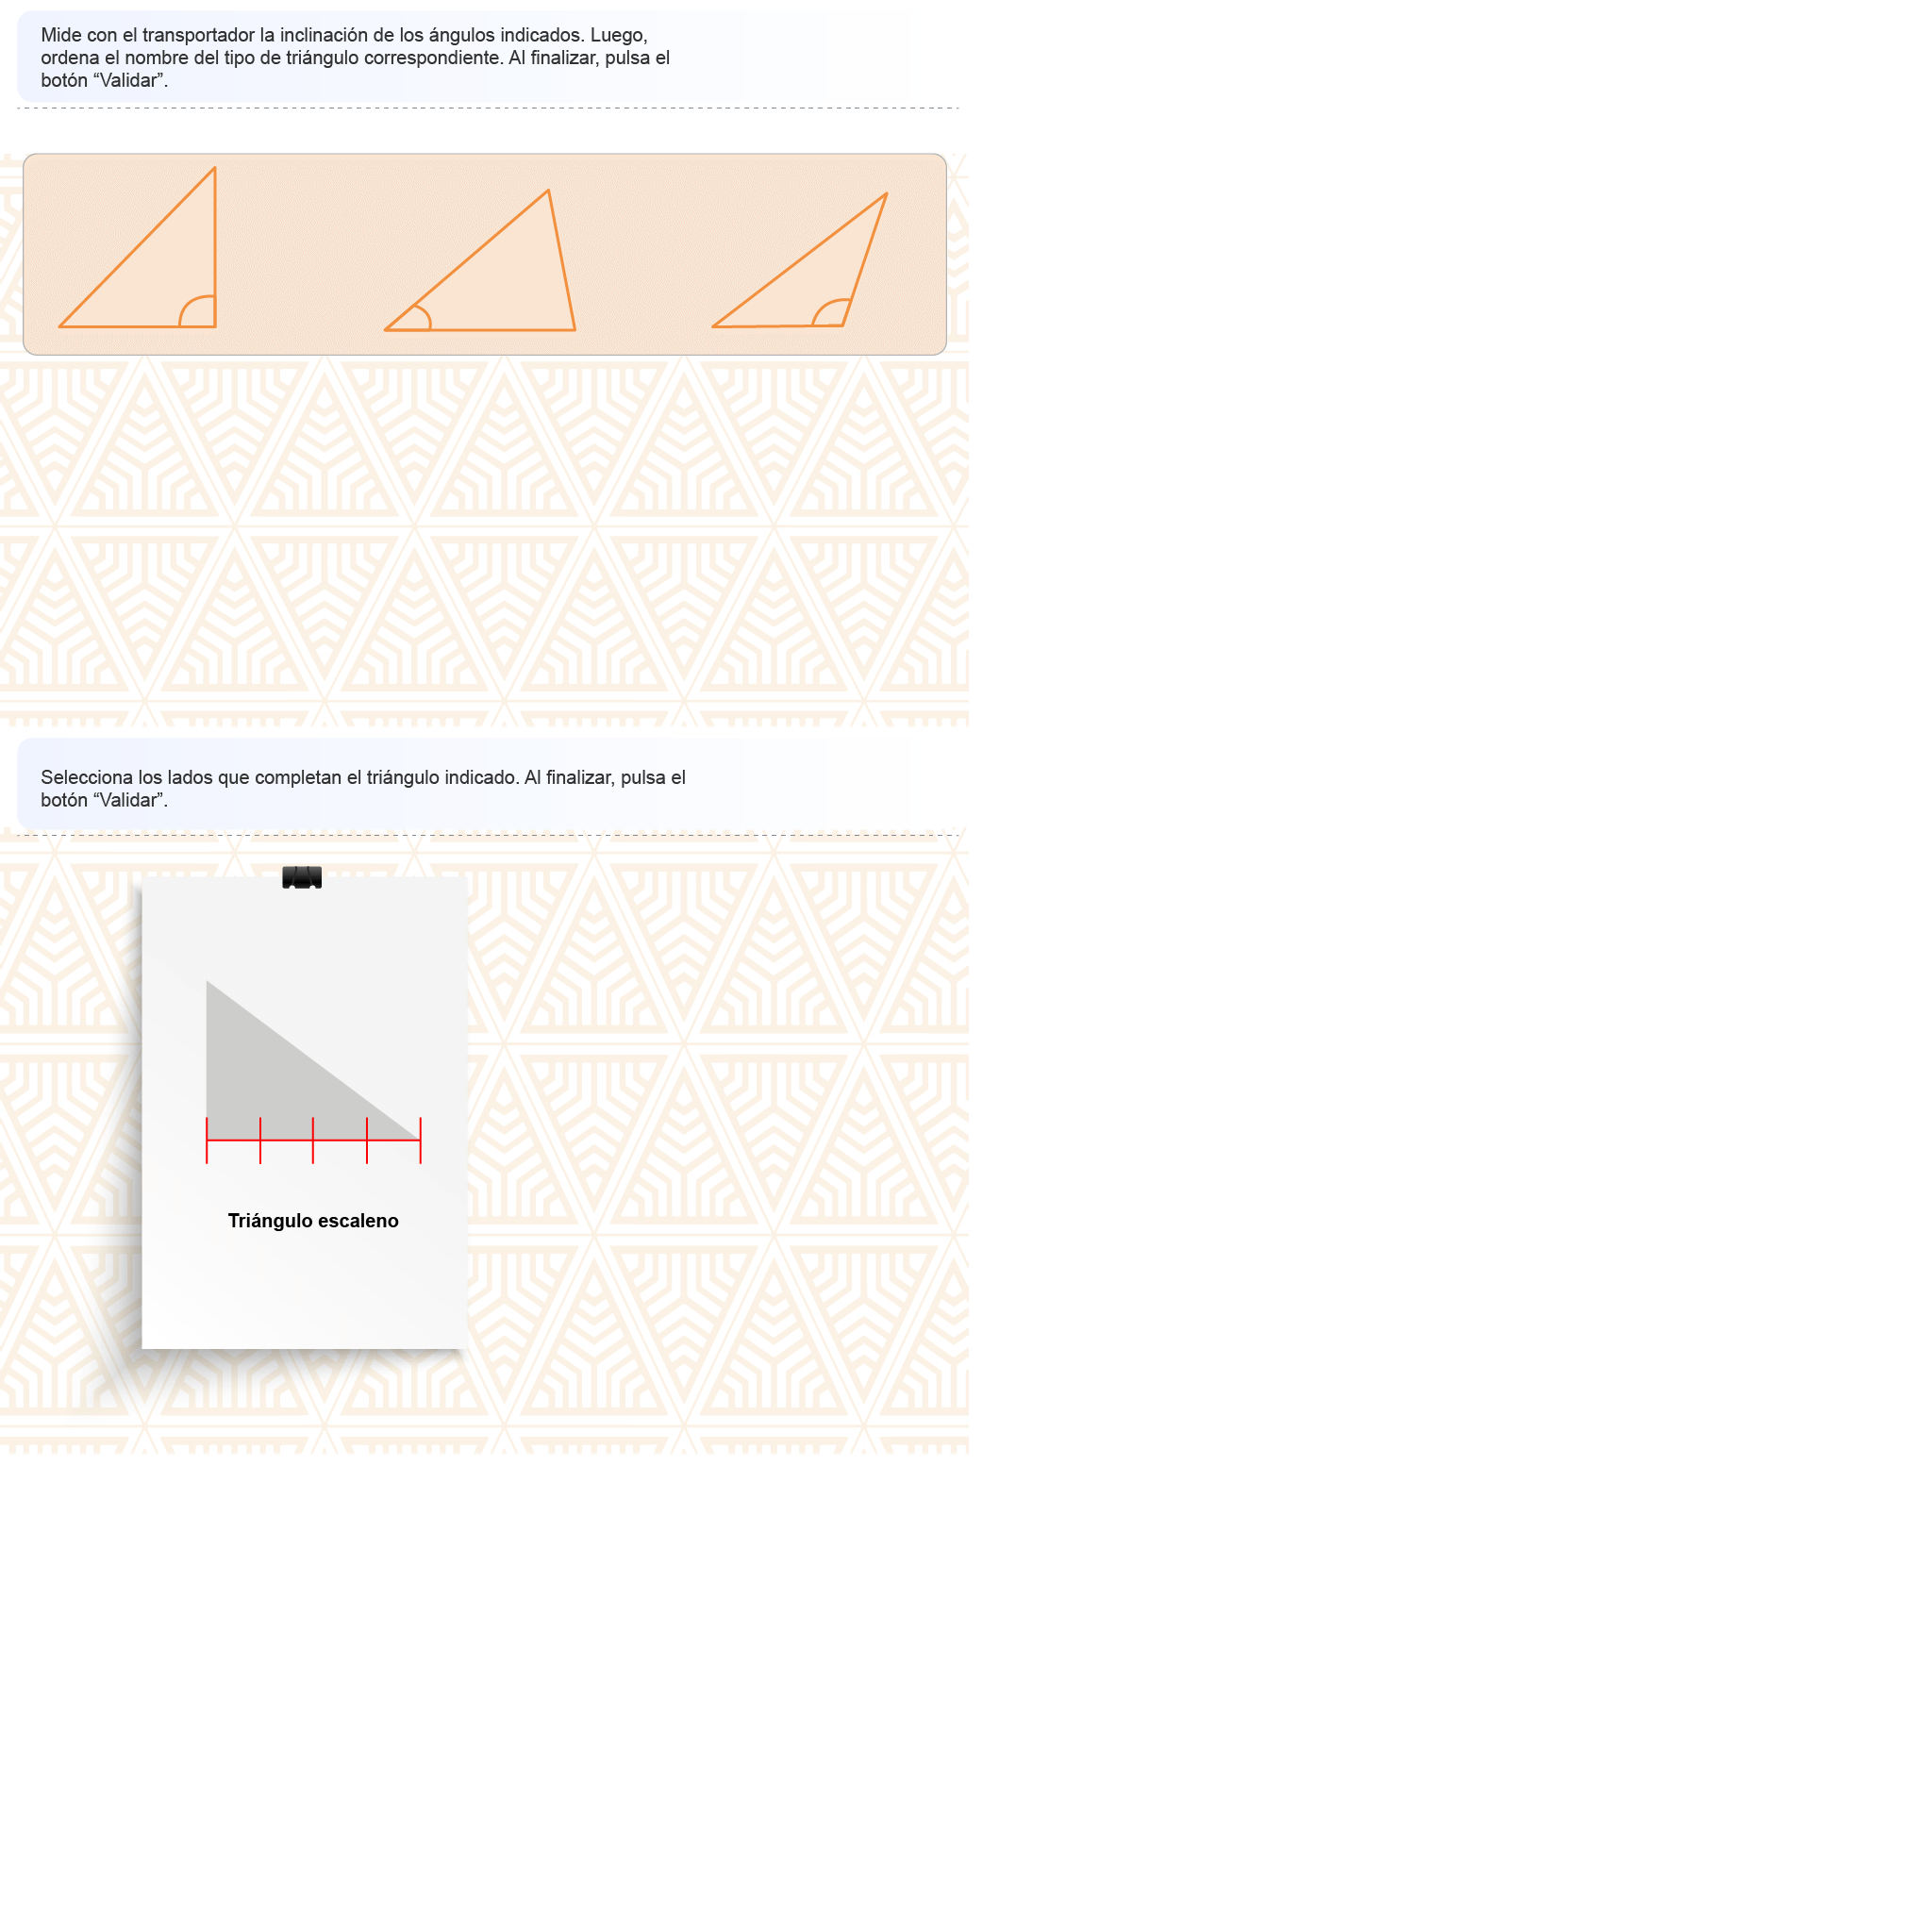 Mide con el transportador la inclinación de los ángulos indicados. Luego,
ordena el nombre del tipo de triángulo correspondiente. Al finalizar, pulsa el
botón “Validar”.
Selecciona los lados que completan el triángulo indicado. Al finalizar, pulsa el
botón “Validar”.
Triángulo escaleno